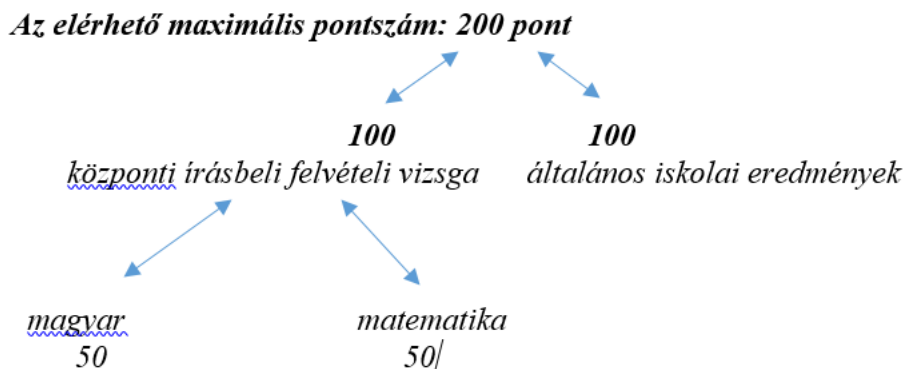 Az elérhető maximális pontszám: 200 pont
100 100
központi írásbeli felvételi vizsga általános iskolai eredmények
magyar matematika
50 50